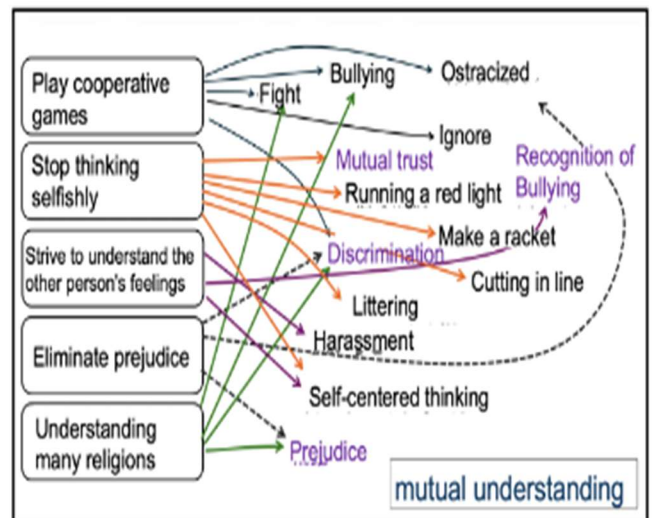 Play cooperative
games
Stop thinking
selfishly
Strive to understand the
other person's feelings
Eliminate prejudice
Understanding
many religions
Bullying
Ostracized
Fight
Ignore
Mutual trust
Recognition of
Bullying
Running a red light
Make a racket
Discrimination
Cutting in line
Littering
Harassment
Self-centered thinking
Prejudice
mutual understanding